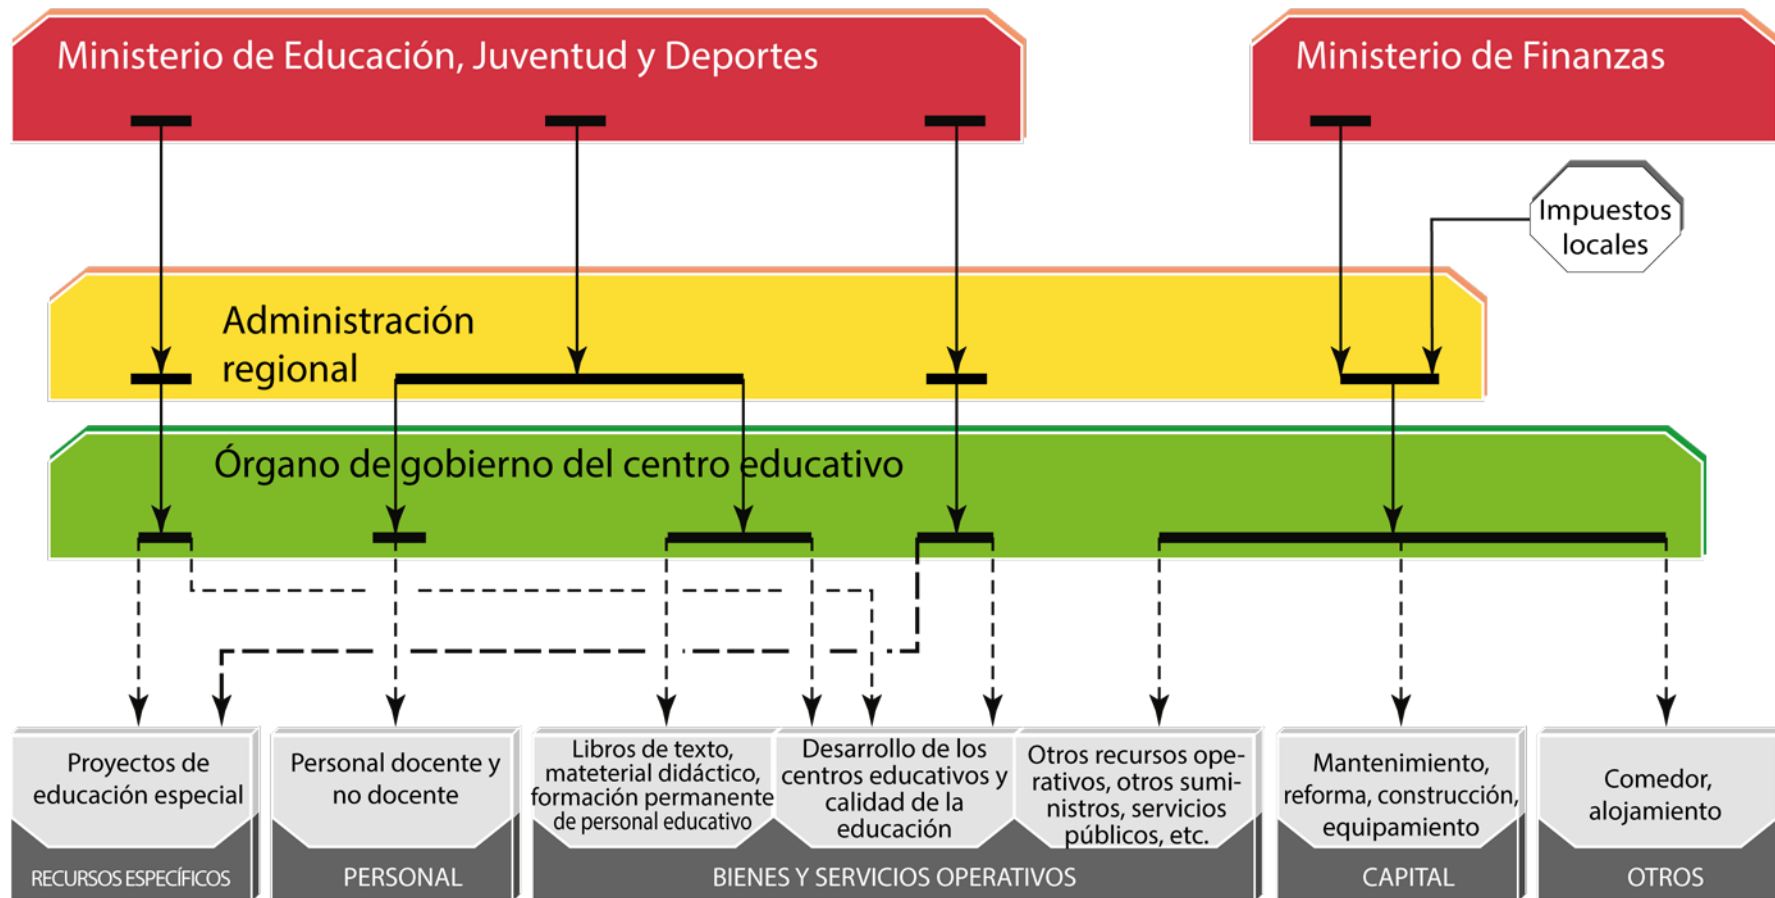 Ministerio de Educación, Juventud y Deportes
Ministerio de Finanzas
Impuestos
locales
Administración
regional
Órgano de gobierno del centro educativo
Proyectos de
educación especial
RECURSOS ESPECÍFICOS
Personal docente y
no docente
PERSONAL
Libros de texto,
mateterial didáctico,
formación permanente
de personal educativo
Desarrollo de los
centros educativos y
calidad de la
educación
Otros recursos ope-
rativos, otros sumi-
nistros, servicios
públicos, etc.
BIENES Y SERVICIOS OPERATIVOS
Mantenimiento,
reforma, construcción,
equipamiento
CAPITAL
Comedor,
alojamiento
OTROS